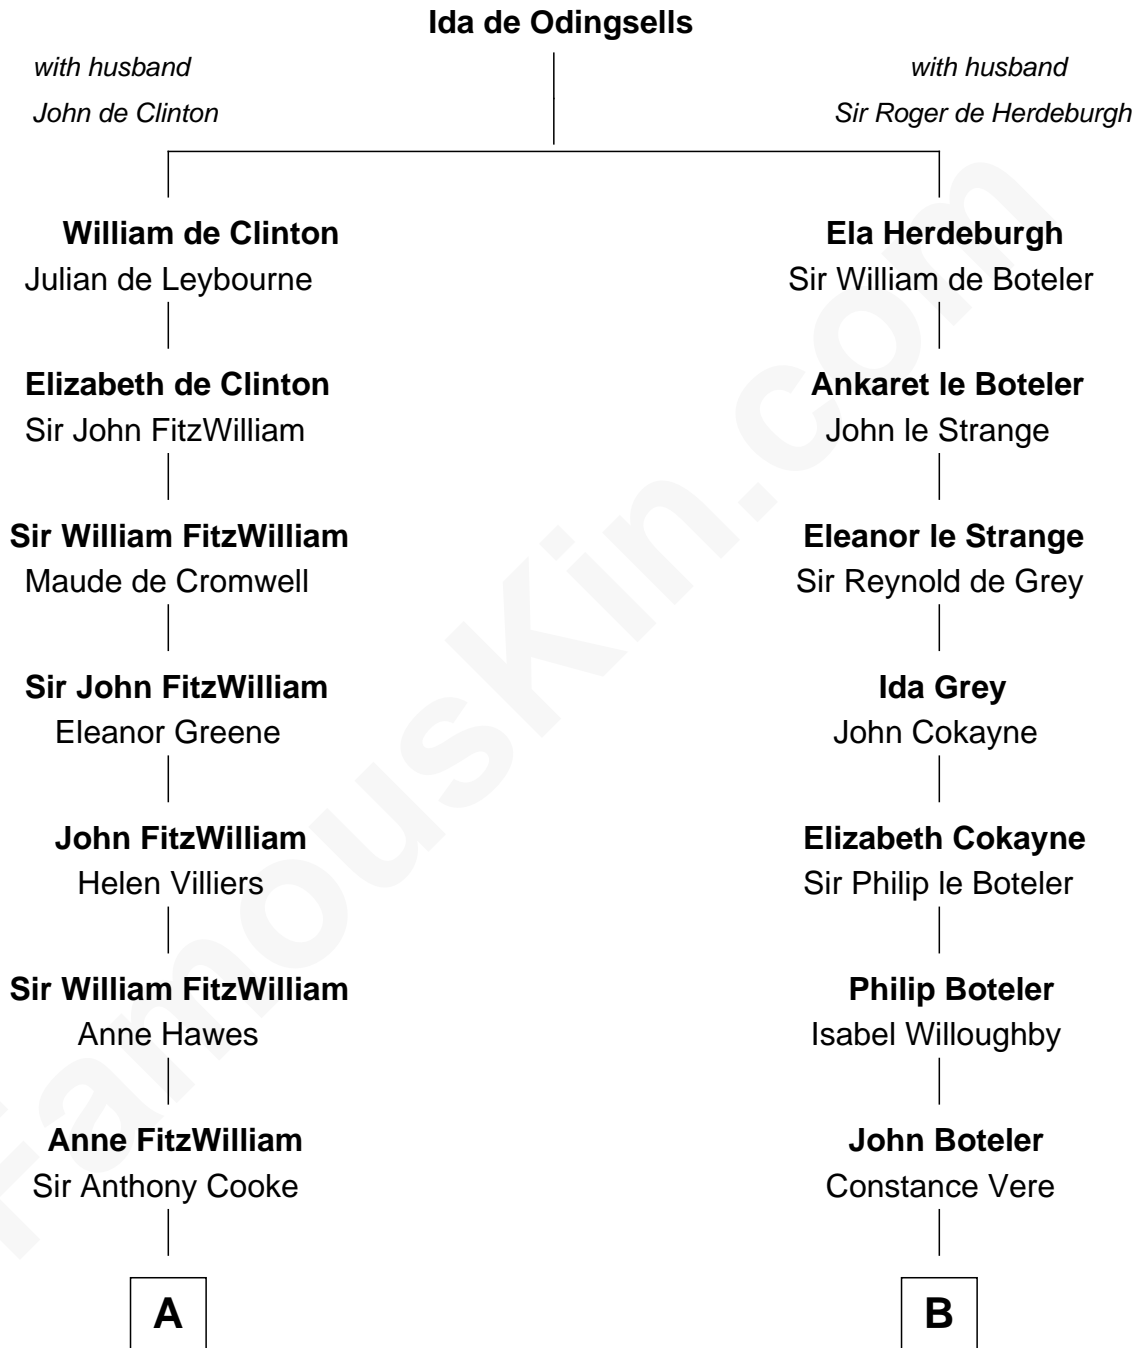 Ida de Odingsells
with husband
John de Clinton
with husband
Sir Roger de Herdeburgh
William de Clinton
Julian de Leybourne
Ela Herdeburgh
Sir William de Boteler
Elizabeth de Clinton
Sir John FitzWilliam
Ankaret le Boteler
John le Strange
Sir William FitzWilliam
Maude de Cromwell
Eleanor le Strange
Sir Reynold de Grey
Sir John FitzWilliam
Eleanor Greene
Ida Grey
John Cokayne
John FitzWilliam
Helen Villiers
Elizabeth Cokayne
Sir Philip le Boteler
Sir William FitzWilliam
Anne Hawes
Philip Boteler
Isabel Willoughby
Anne FitzWilliam
Sir Anthony Cooke
John Boteler
Constance Vere
A
B
FamousKin.com